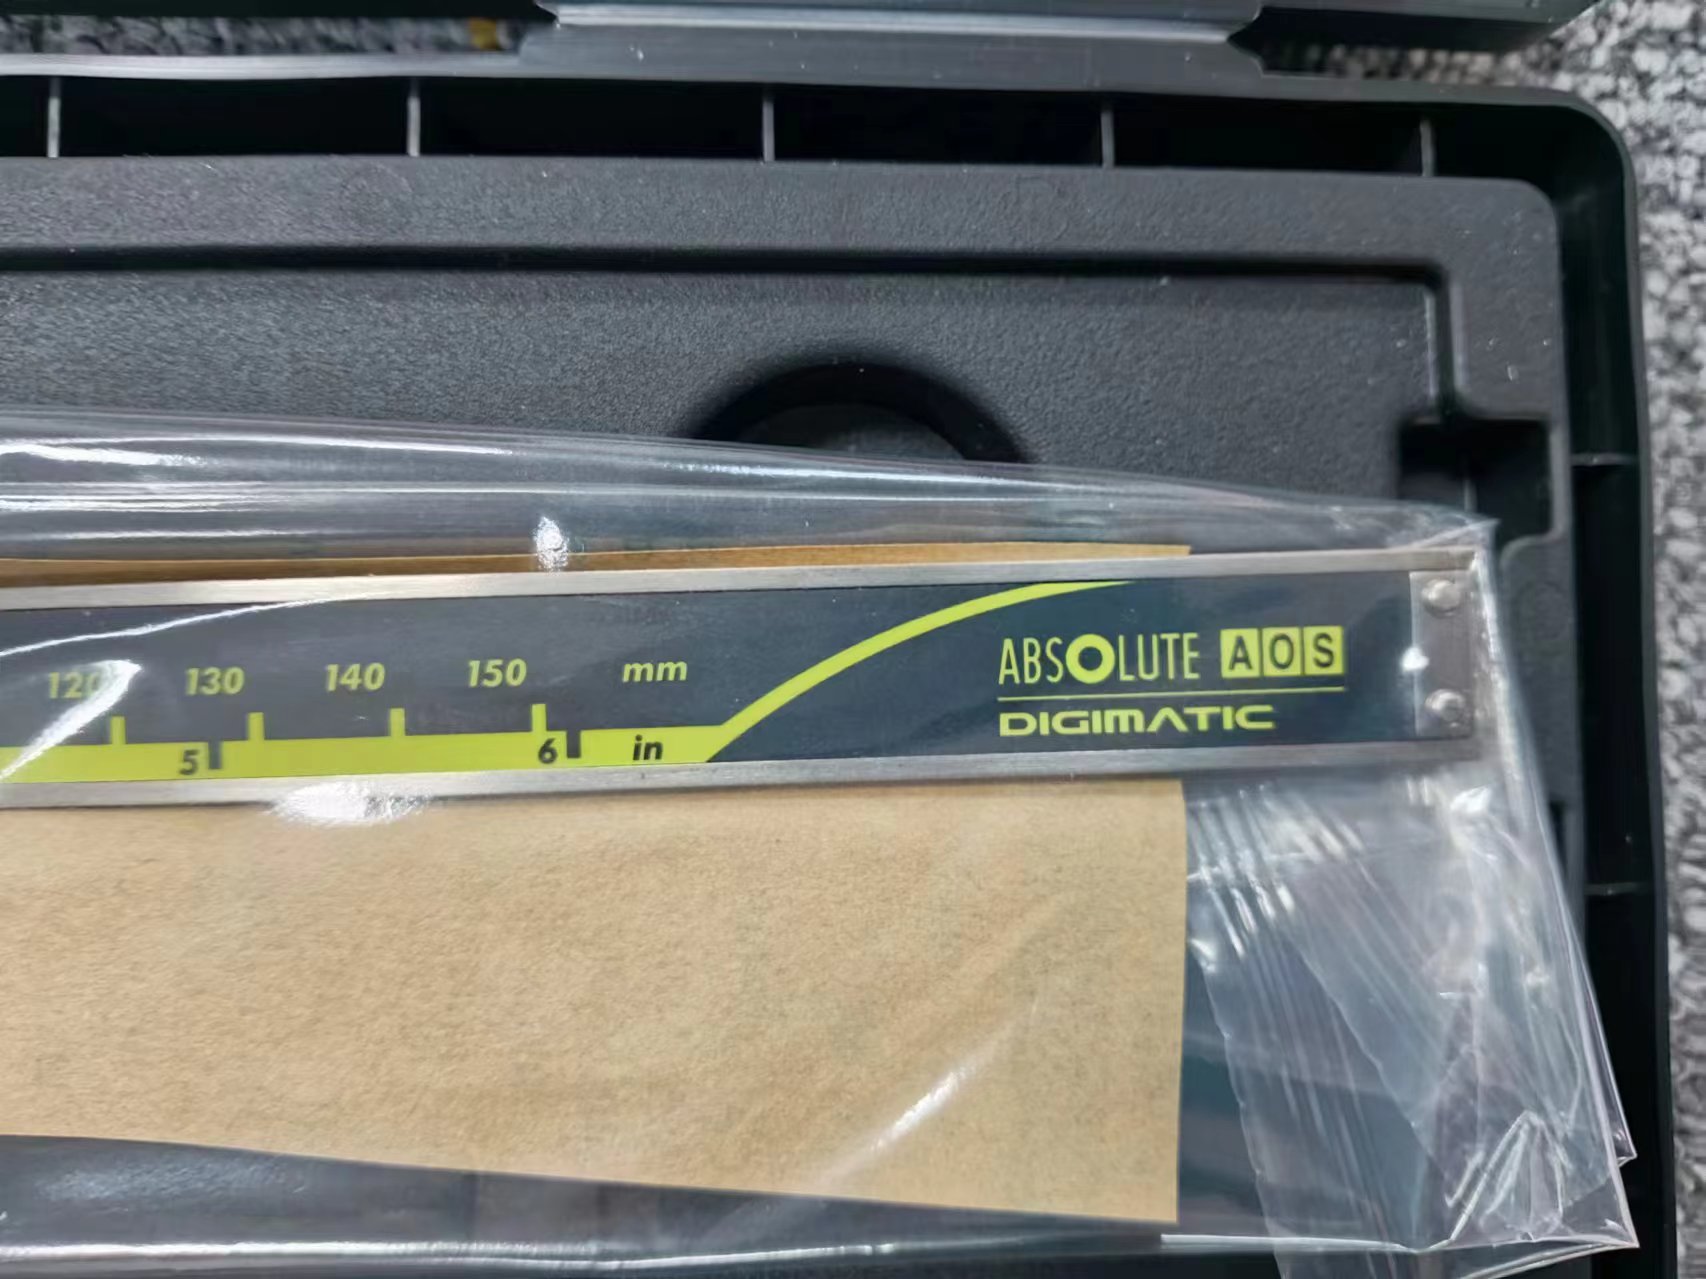 120 130 140 150 mm
5 6 in
ABSOLUTE AOS
DIGIMATIC